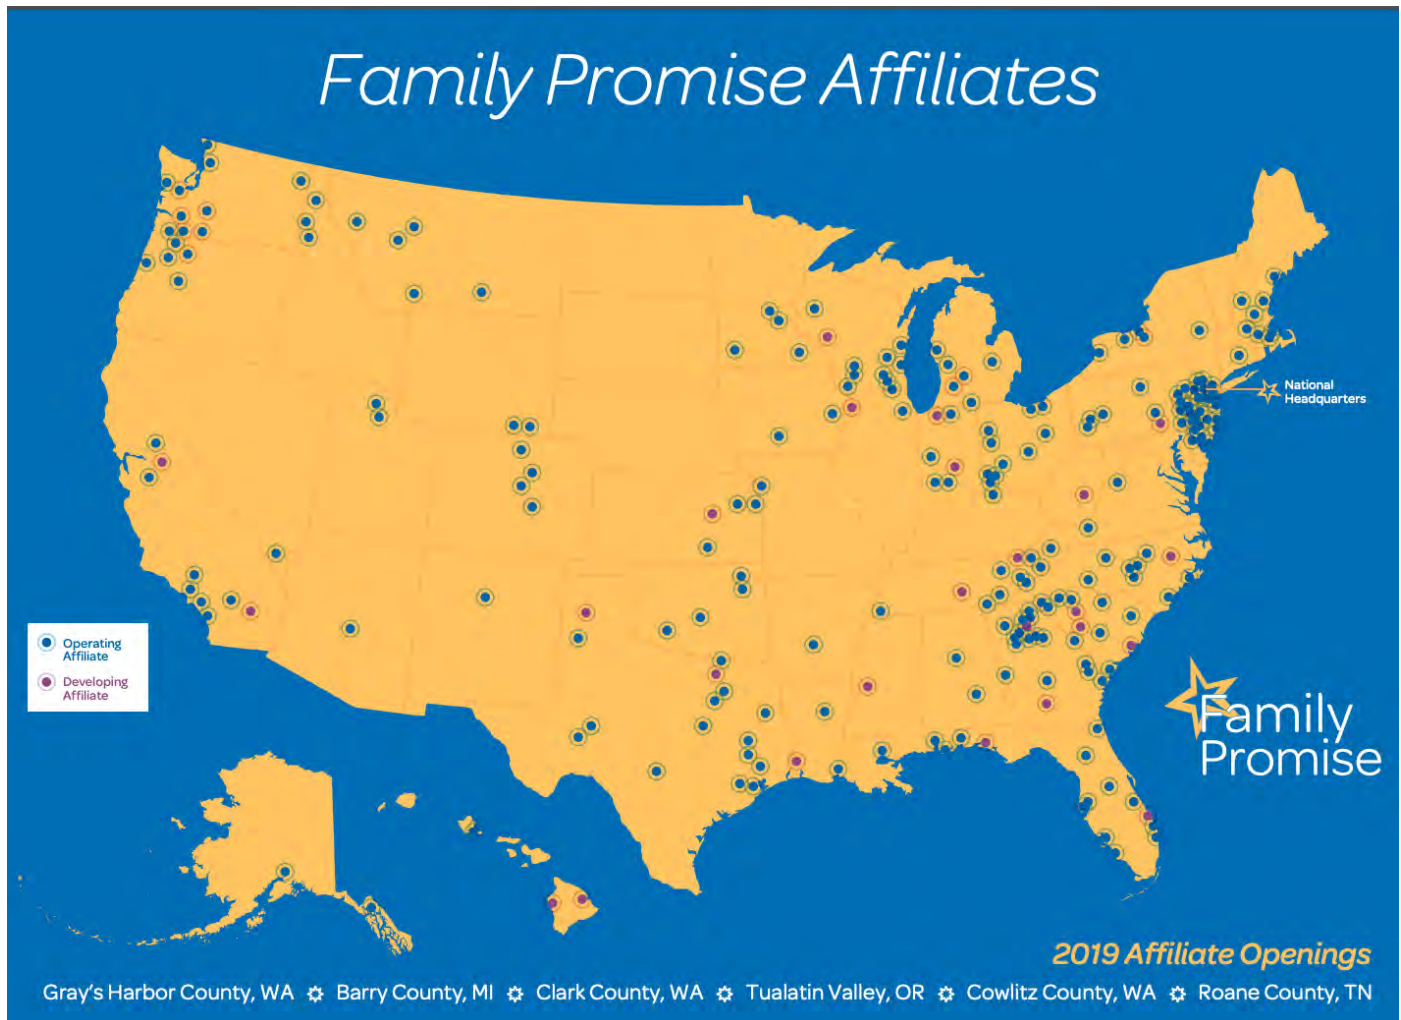 Family Promise Affiliates
National
Headquarters
Operating
Affiliate
Developing
Affiliate
Family
Promise
2019 Affiliate Openings
Gray's Harbor County, WA ✡ Barry County, MI ✡ Clark County, WA ✡ Tualatin Valley, OR ✡ Cowlitz County, WA ✡ Roane County, TN